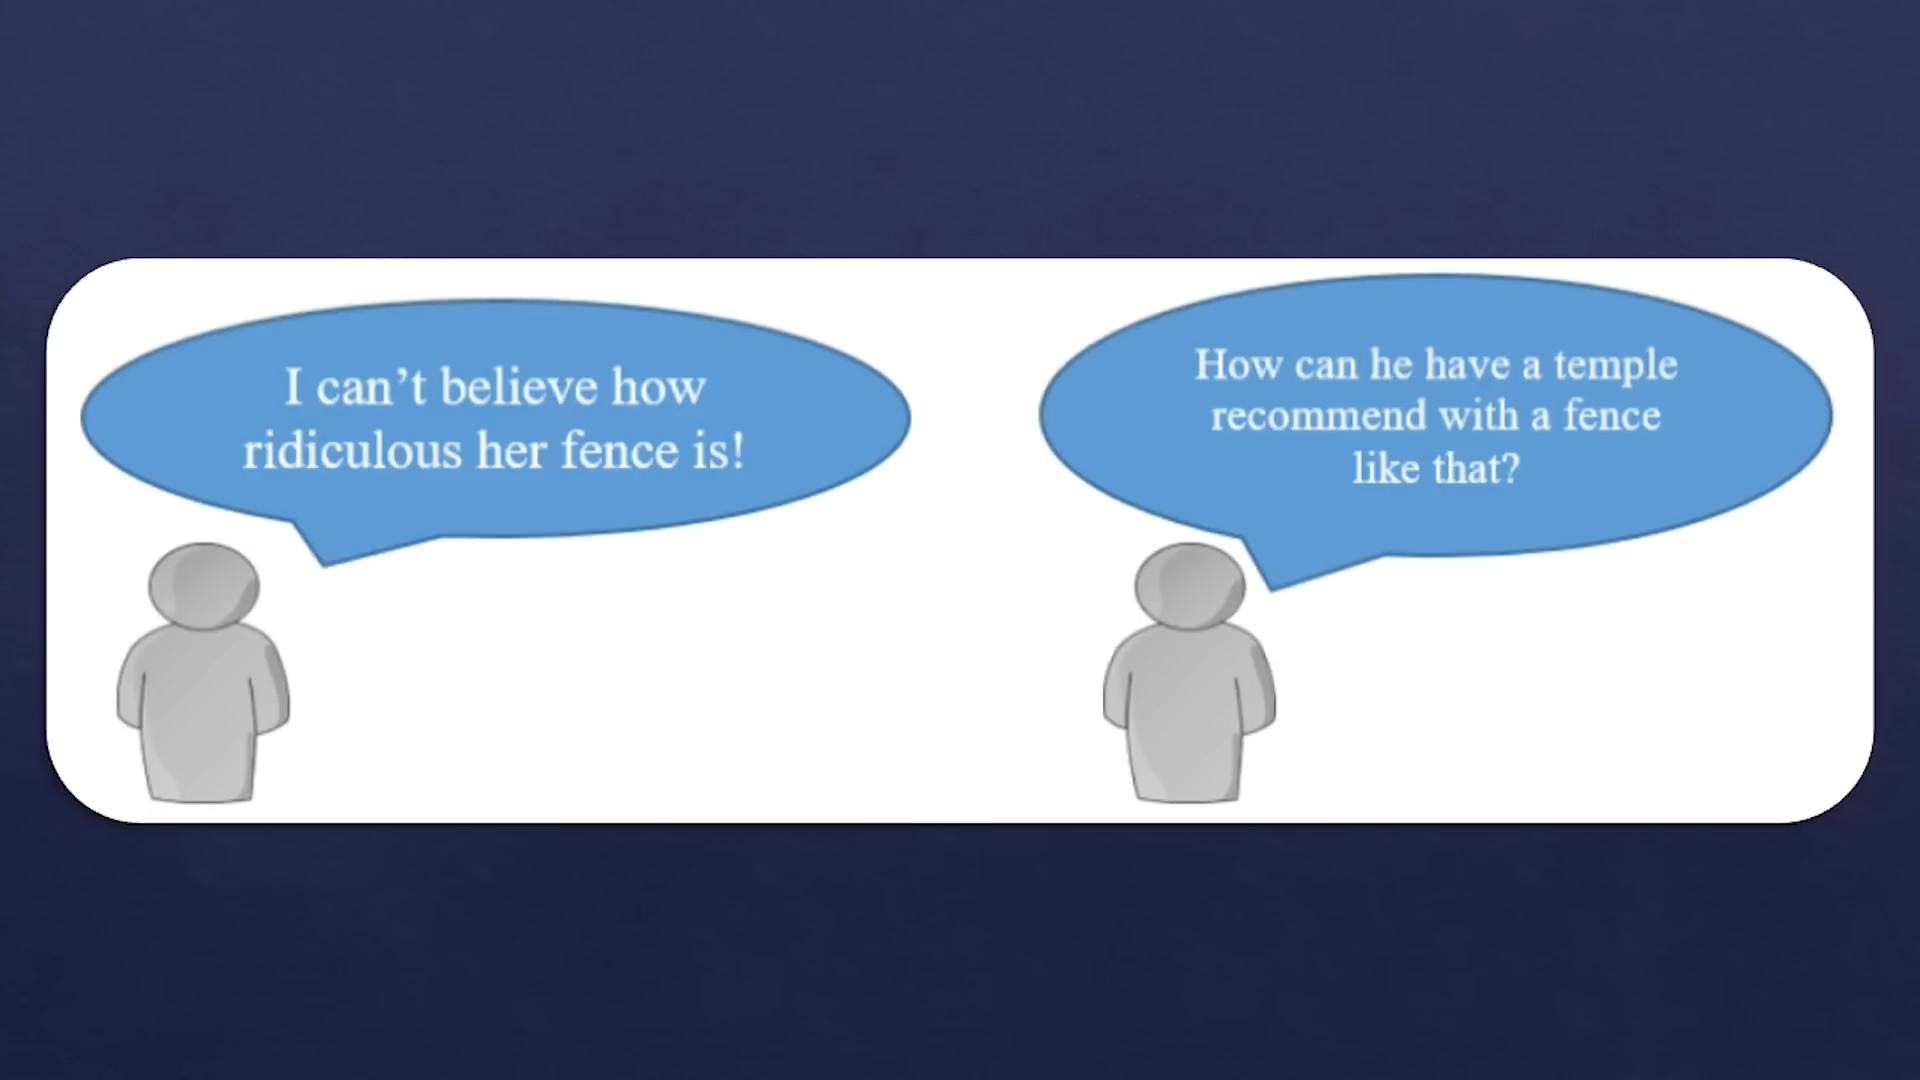 I can’t believe how
ridiculous her fence is!
How can he have a temple
recommend with a fence
like that?